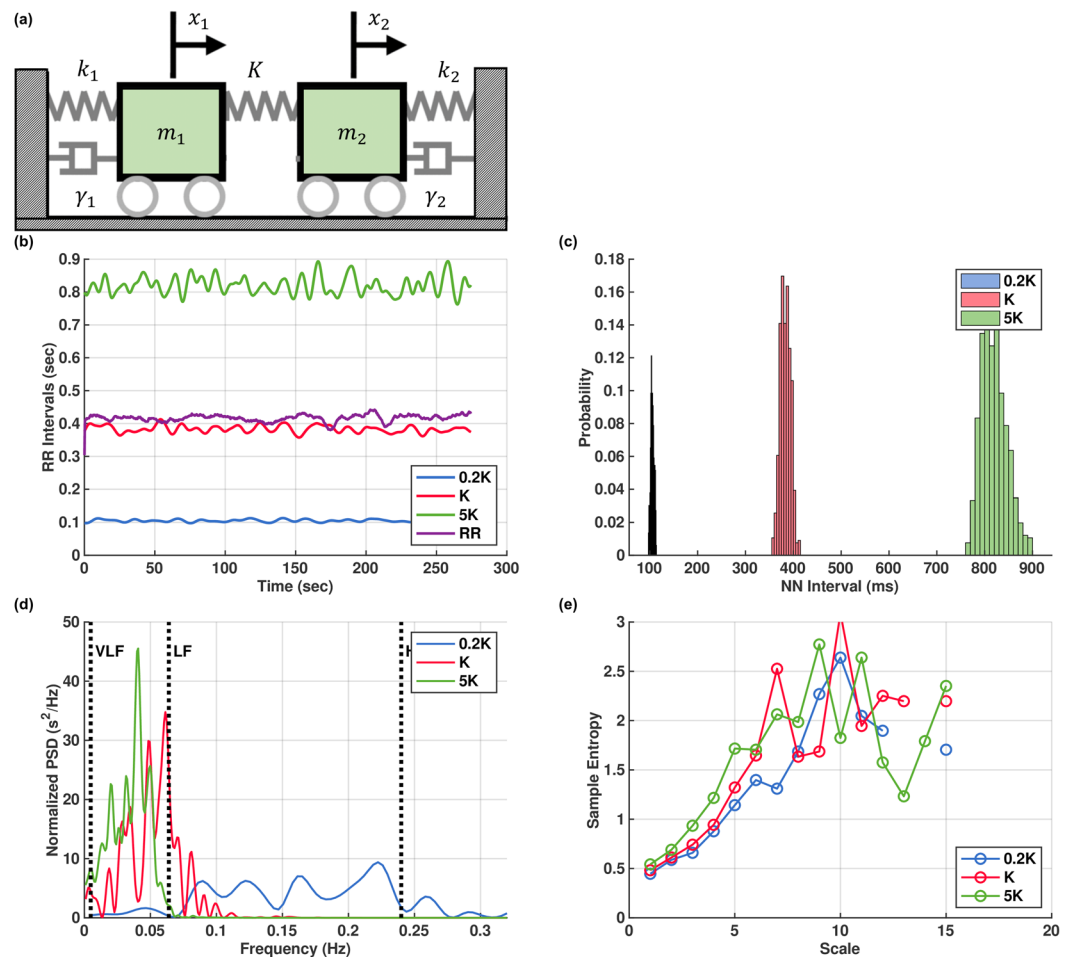 (a)
x₁
x₂
k₁
K
k₂
m₁
m₂
γ₁
γ₂
(b)
0.9
0.8
0.7
0.6
0.5
0.4
0.3
0.2
0.1
0
RR Intervals (sec)
0.2K
K
5K
RR
0 50 100 150 200 250 300
Time (sec)
(c)
0.18
0.16
0.14
0.12
0.1
0.08
0.06
0.04
0.02
0
Probability
0.2K
K
5K
100 200 300 400 500 600 700 800 900
NN Interval (ms)
(d)
50
40
30
20
10
0
Normalized PSD (s²/Hz)
VLF LF H
0.2K
K
5K
0 0.05 0.1 0.15 0.2 0.25 0.3
Frequency (Hz)
(e)
3
2.5
2
1.5
1
0.5
0
Sample Entropy
0.2K
K
5K
0 5 10 15 20
Scale